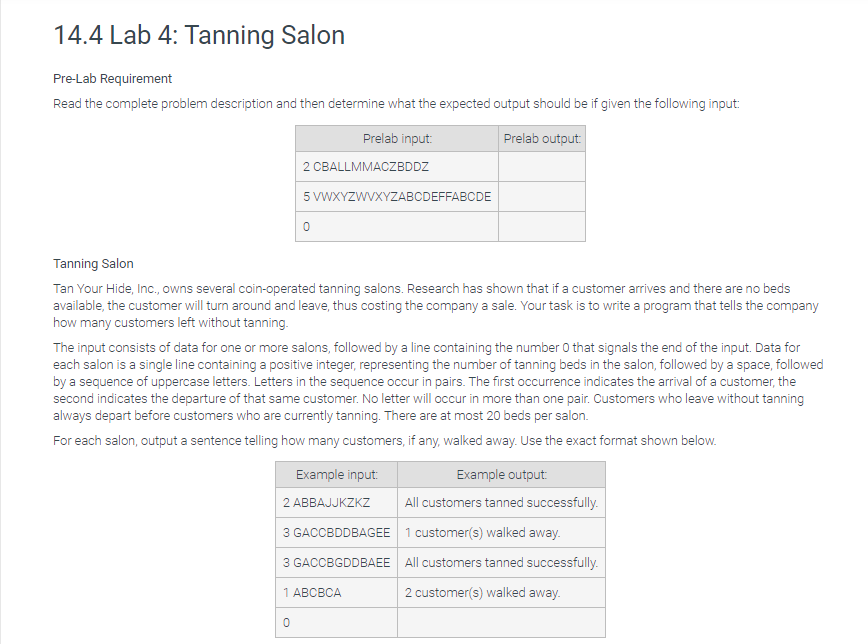 14.4 Lab 4: Tanning Salon
Pre-Lab Requirement
Read the complete problem description and then determine what the expected output should be if given the following input:
Prelab input: Prelab output:
2 CBALLMMACZBDDZ
5 VWXYZWVXYZABCDEFFABCDE
0
Tanning Salon
Tan Your Hide, Inc., owns several coin-operated tanning salons. Research has shown that if a customer arrives and there are no beds
available, the customer will turn around and leave, thus costing the company a sale. Your task is to write a program that tells the company
how many customers left without tanning.
The input consists of data for one or more salons, followed by a line containing the number 0 that signals the end of the input. Data for
each salon is a single line containing a positive integer, representing the number of tanning beds in the salon, followed by a space, followed
by a sequence of uppercase letters. Letters in the sequence occur in pairs. The first occurrence indicates the arrival of a customer, the
second indicates the departure of that same customer. No letter will occur in more than one pair. Customers who leave without tanning
always depart before customers who are currently tanning. There are at most 20 beds per salon.
For each salon, output a sentence telling how many customers, if any, walked away. Use the exact format shown below.
Example input: Example output:
2 ABBAJJKZKZ All customers tanned successfully.
3 GACCBDDBAGEE 1 customer(s) walked away.
3 GACCBGDDBAEE All customers tanned successfully.
1 ABCBCA 2 customer(s) walked away.
0